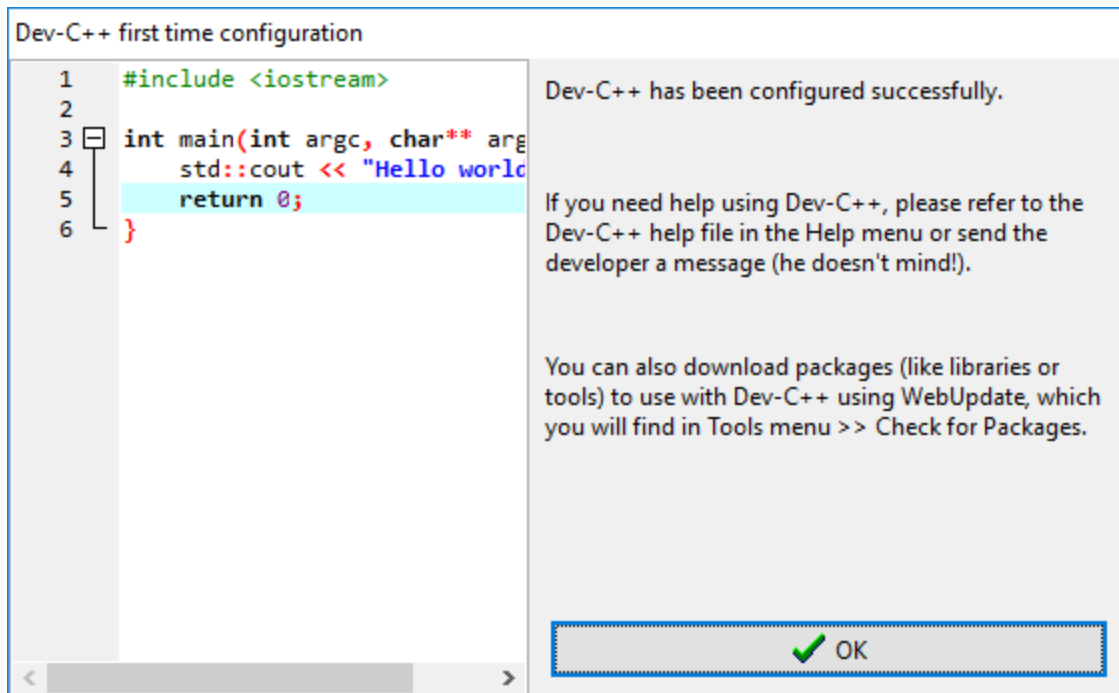 Dev-C++ first time configuration
1 #include <iostream>
2
3 int main(int argc, char** arg
4 std::cout << "Hello world
5 return 0;
6 }
Dev-C++ has been configured successfully.
If you need help using Dev-C++, please refer to the
Dev-C++ help file in the Help menu or send the
developer a message (he doesn't mind!).
You can also download packages (like libraries or
tools) to use with Dev-C++ using WebUpdate, which
you will find in Tools menu >> Check for Packages.
OK